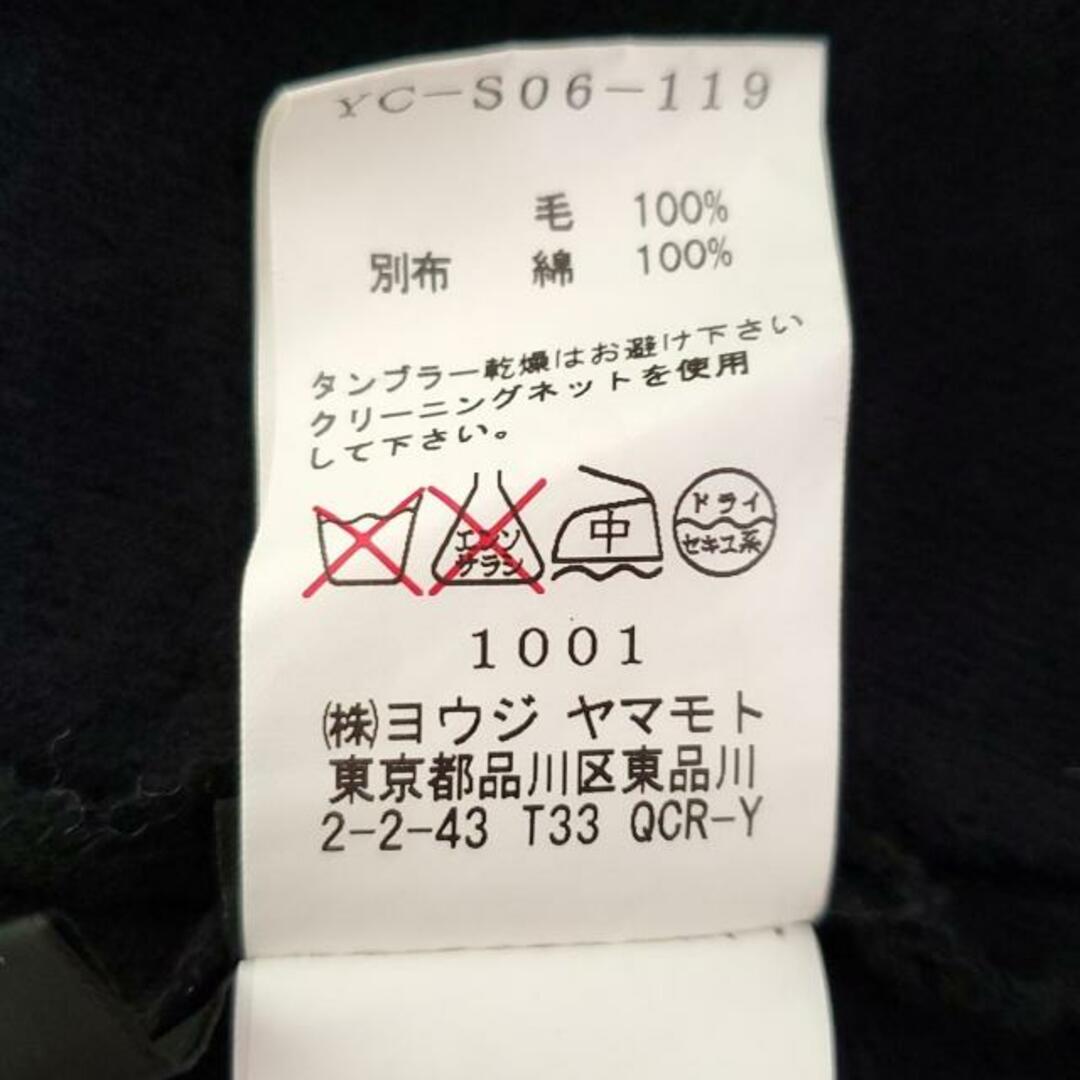 YC-S06-119
毛 100%
別布 綿 100%
タンブラー乾燥はお避け下さい
クリーニングネットを使用
して下さい。
エンソ
サラシ
中
ドライ
セキユ系
1001
㈱ヨウジ ヤマモト
東京都品川区東品川
2-2-43 T33 QCR-Y